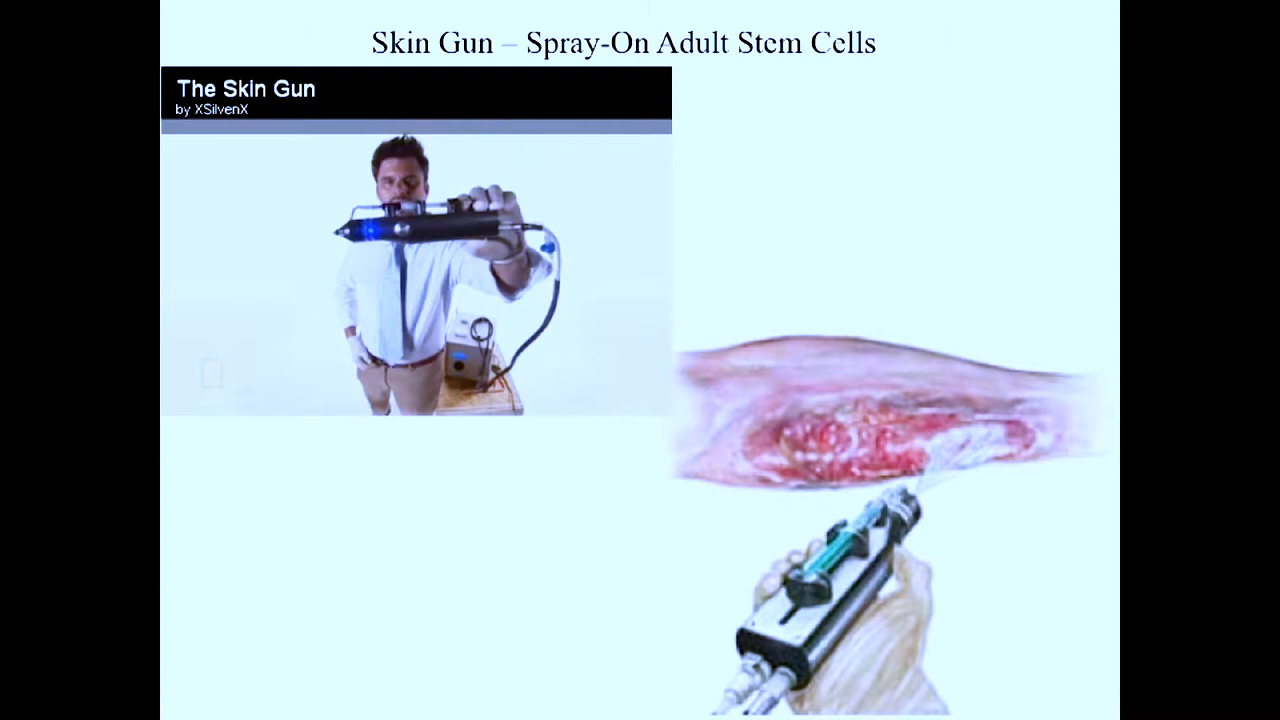 Skin Gun – Spray-On Adult Stem Cells
The Skin Gun
by XSilvenX